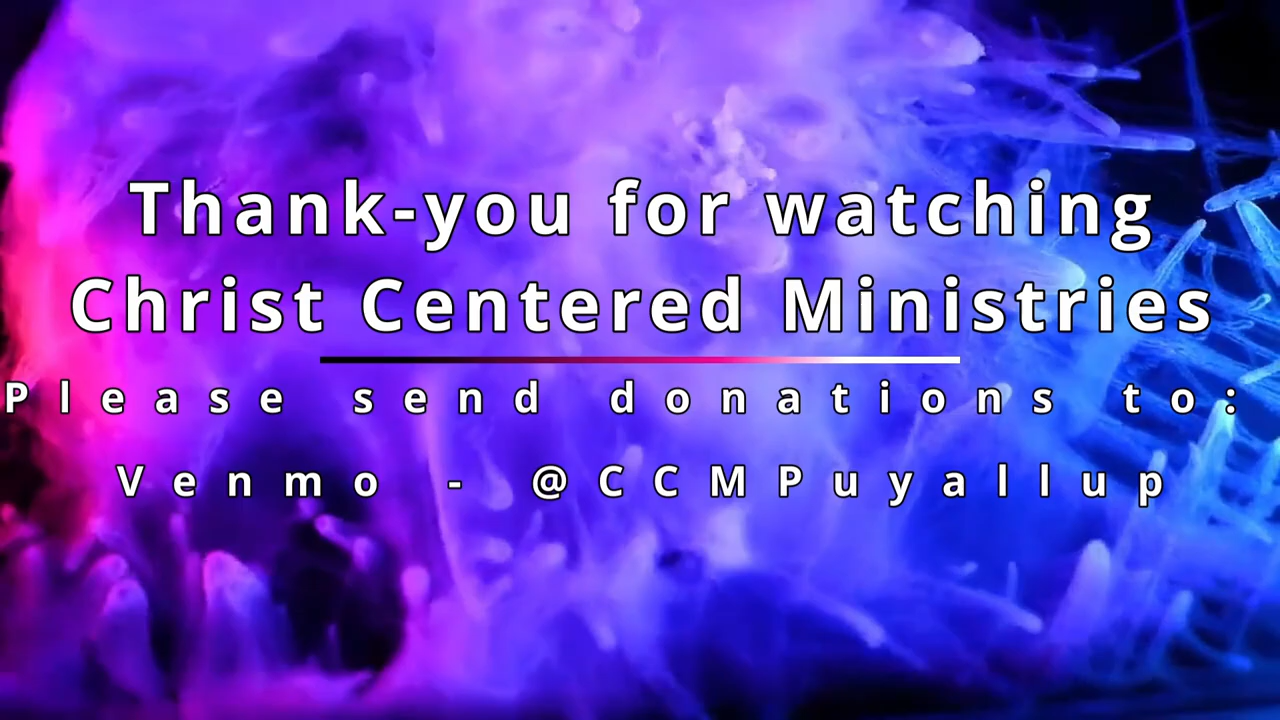 Thank-you for watching
Christ Centered Ministries
Please send donations to:
Venmo - @CCMPuyallup